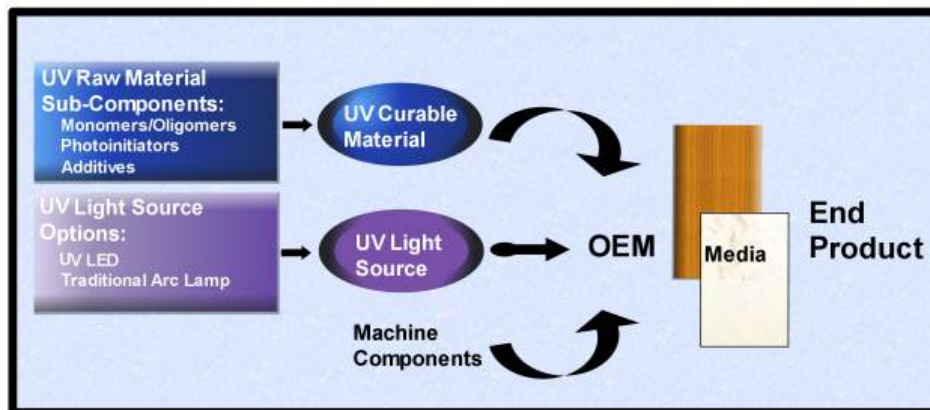 UV Raw Material
Sub-Components:
Monomers/Oligomers
Photoinitiators
Additives
UV Curable
Material
UV Light Source
Options:
UV LED
Traditional Arc Lamp
UV Light
Source
Machine
Components
OEM
Media
End
Product